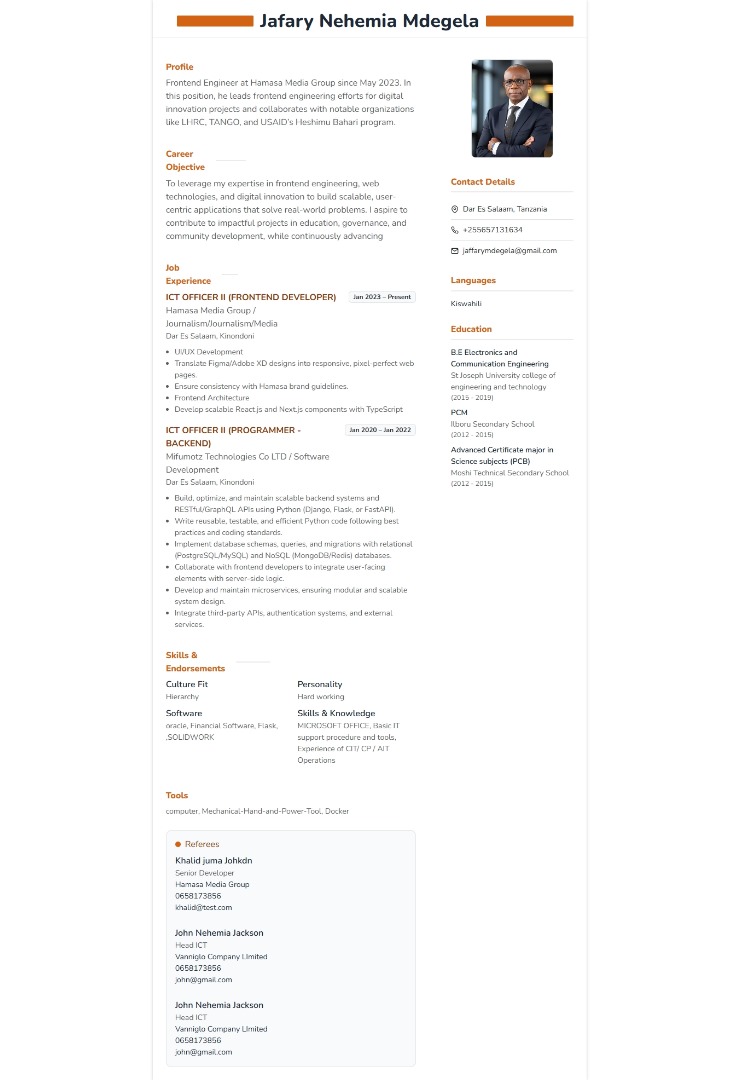 Jafary Nehemia Mdegela
Profile
Frontend Engineer at Hamasa Media Group since May 2023. In
this position, he leads frontend engineering efforts for digital
innovation projects and collaborates with notable organizations
like LHRC, TANGO, and USAID's Heshimu Bahari program.
Career
Objective
To leverage my expertise in frontend engineering, web
technologies, and digital innovation to build scalable, user-
centric applications that solve real-world problems. I aspire to
contribute to impactful projects in education, governance, and
community development, while continuously advancing
Job
Experience
ICT OFFICER II (FRONTEND DEVELOPER)
Jan 2023 – Present
Hamasa Media Group /
Journalism/Journalism/Media
Dar Es Salaam, Kinondoni
• UI/UX Development
• Translate Figma/Adobe XD designs into responsive, pixel-perfect web
pages.
• Ensure consistency with Hamasa brand guidelines.
• Frontend Architecture
• Develop scalable React.js and Next.js components with TypeScript
ICT OFFICER II (PROGRAMMER -
BACKEND)
Jan 2020 – Jan 2022
Mifumotz Technologies Co LTD / Software
Development
Dar Es Salaam, Kinondoni
• Build, optimize, and maintain scalable backend systems and
RESTful/GraphQL APIs using Python (Django, Flask, or FastAPI).
• Write reusable, testable, and efficient Python code following best
practices and coding standards.
• Implement database schemas, queries, and migrations with relational
(PostgreSQL/MySQL) and NoSQL (MongoDB/Redis) databases.
• Collaborate with frontend developers to integrate user-facing
elements with server-side logic.
• Develop and maintain microservices, ensuring modular and scalable
system design.
• Integrate third-party APIs, authentication systems, and external
services.
Skills &
Endorsements
Culture Fit
Hierarchy
Personality
Hard working
Software
oracle, Financial Software, Flask,
,SOLIDWORK
Skills & Knowledge
MICROSOFT OFFICE, Basic IT
support procedure and tools,
Experience of CIT/ CP / AIT
Operations
Tools
computer, Mechanical-Hand-and-Power-Tool, Docker
Referees
Khalid juma Johkdn
Senior Developer
Hamasa Media Group
0658173856
khalid@test.com
John Nehemia Jackson
Head ICT
Vanniglo Company LImited
0658173856
john@gmail.com
John Nehemia Jackson
Head ICT
Vanniglo Company LImited
0658173856
john@gmail.com
Contact Details
Dar Es Salaam, Tanzania
+255657131634
jaffarymdegela@gmail.com
Languages
Kiswahili
Education
B.E Electronics and
Communication Engineering
St Joseph University college of
engineering and technology
(2015 - 2019)
PCM
Ilboru Secondary School
(2012 - 2015)
Advanced Certificate major in
Science subjects (PCB)
Moshi Technical Secondary School
(2012 - 2015)